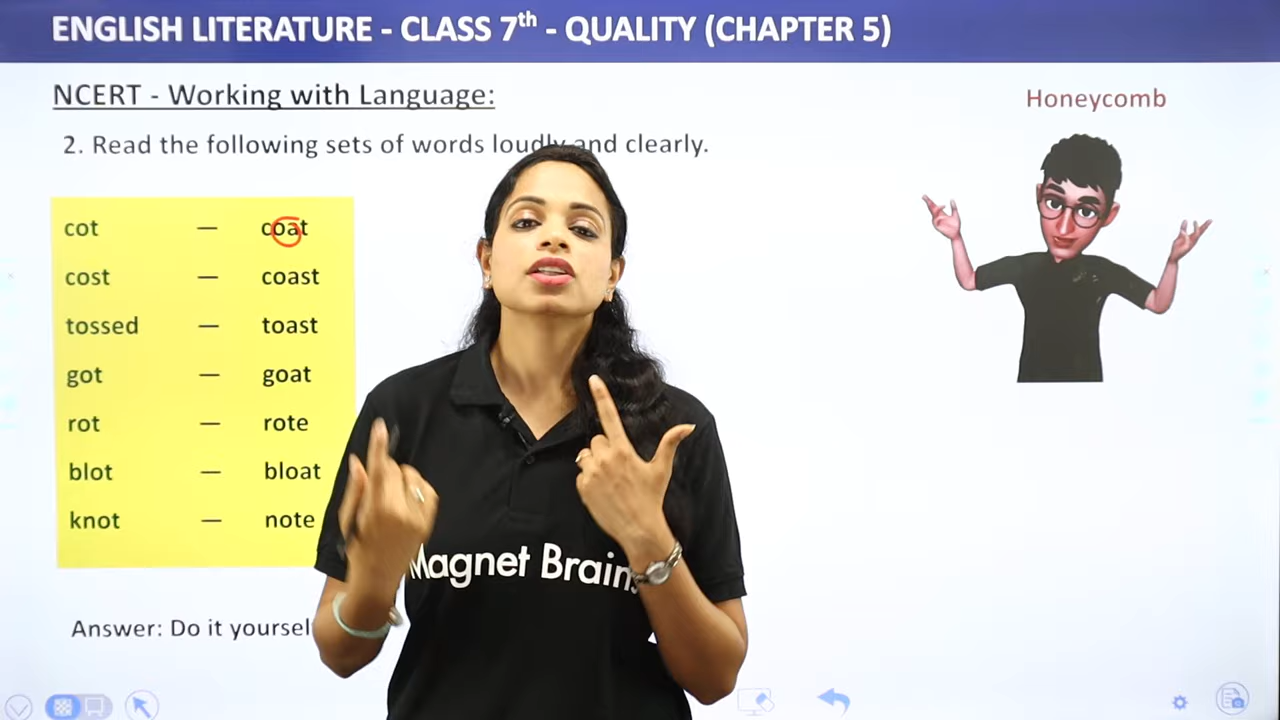 ENGLISH LITERATURE - CLASS 7th - QUALITY (CHAPTER 5)
NCERT - Working with Language:
Honeycomb
2. Read the following sets of words loudly and clearly.
cot — coat
cost — coast
tossed — toast
got — goat
rot — rote
blot — bloat
knot — note
Magnet Brains
Answer: Do it yourself